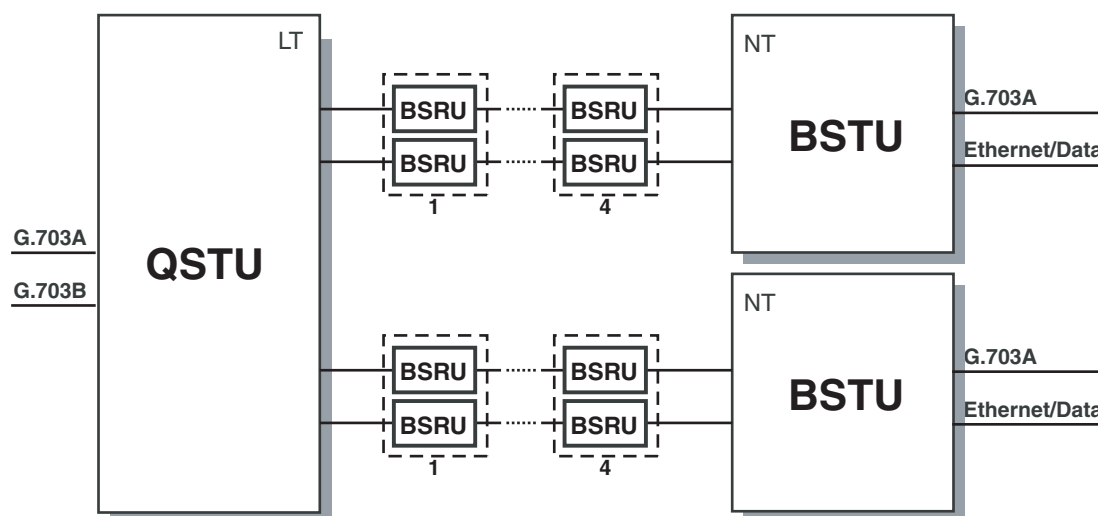 LT
QSTU
G.703A
G.703B
BSRU
BSRU
BSRU
BSRU
1
4
NT
BSTU
G.703A
Ethernet/Data
BSRU
BSRU
BSRU
BSRU
1
4
NT
BSTU
G.703A
Ethernet/Data